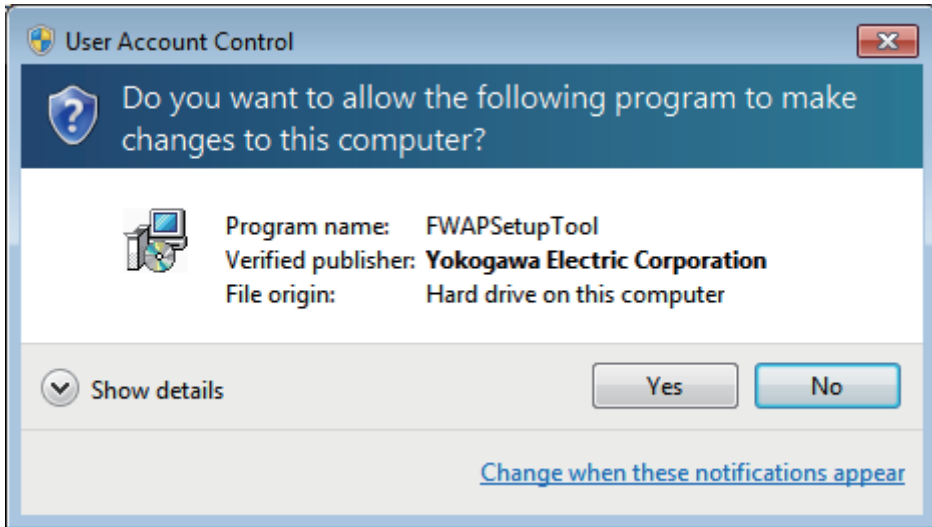 User Account Control
Do you want to allow the following program to make
changes to this computer?
Program name: FWAPSetupTool
Verified publisher: Yokogawa Electric Corporation
File origin: Hard drive on this computer
Show details
Yes
No
Change when these notifications appear